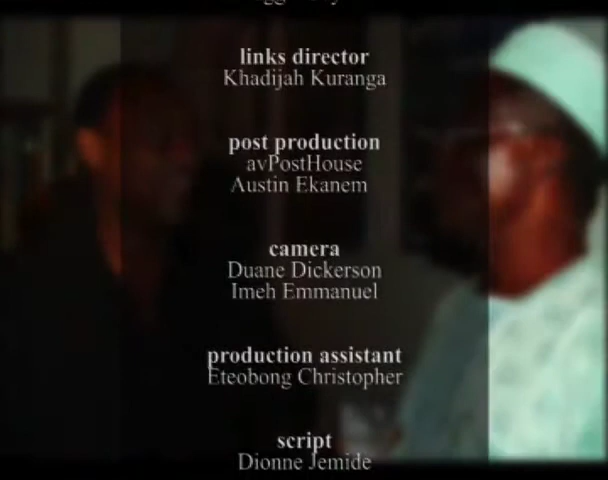 links director
Khadijah Kuranga
post production
avPostHouse
Austin Ekanem
camera
Duane Dickerson
Imeh Emmanuel
production assistant
Eteobong Christopher
script
Dionne Jemide